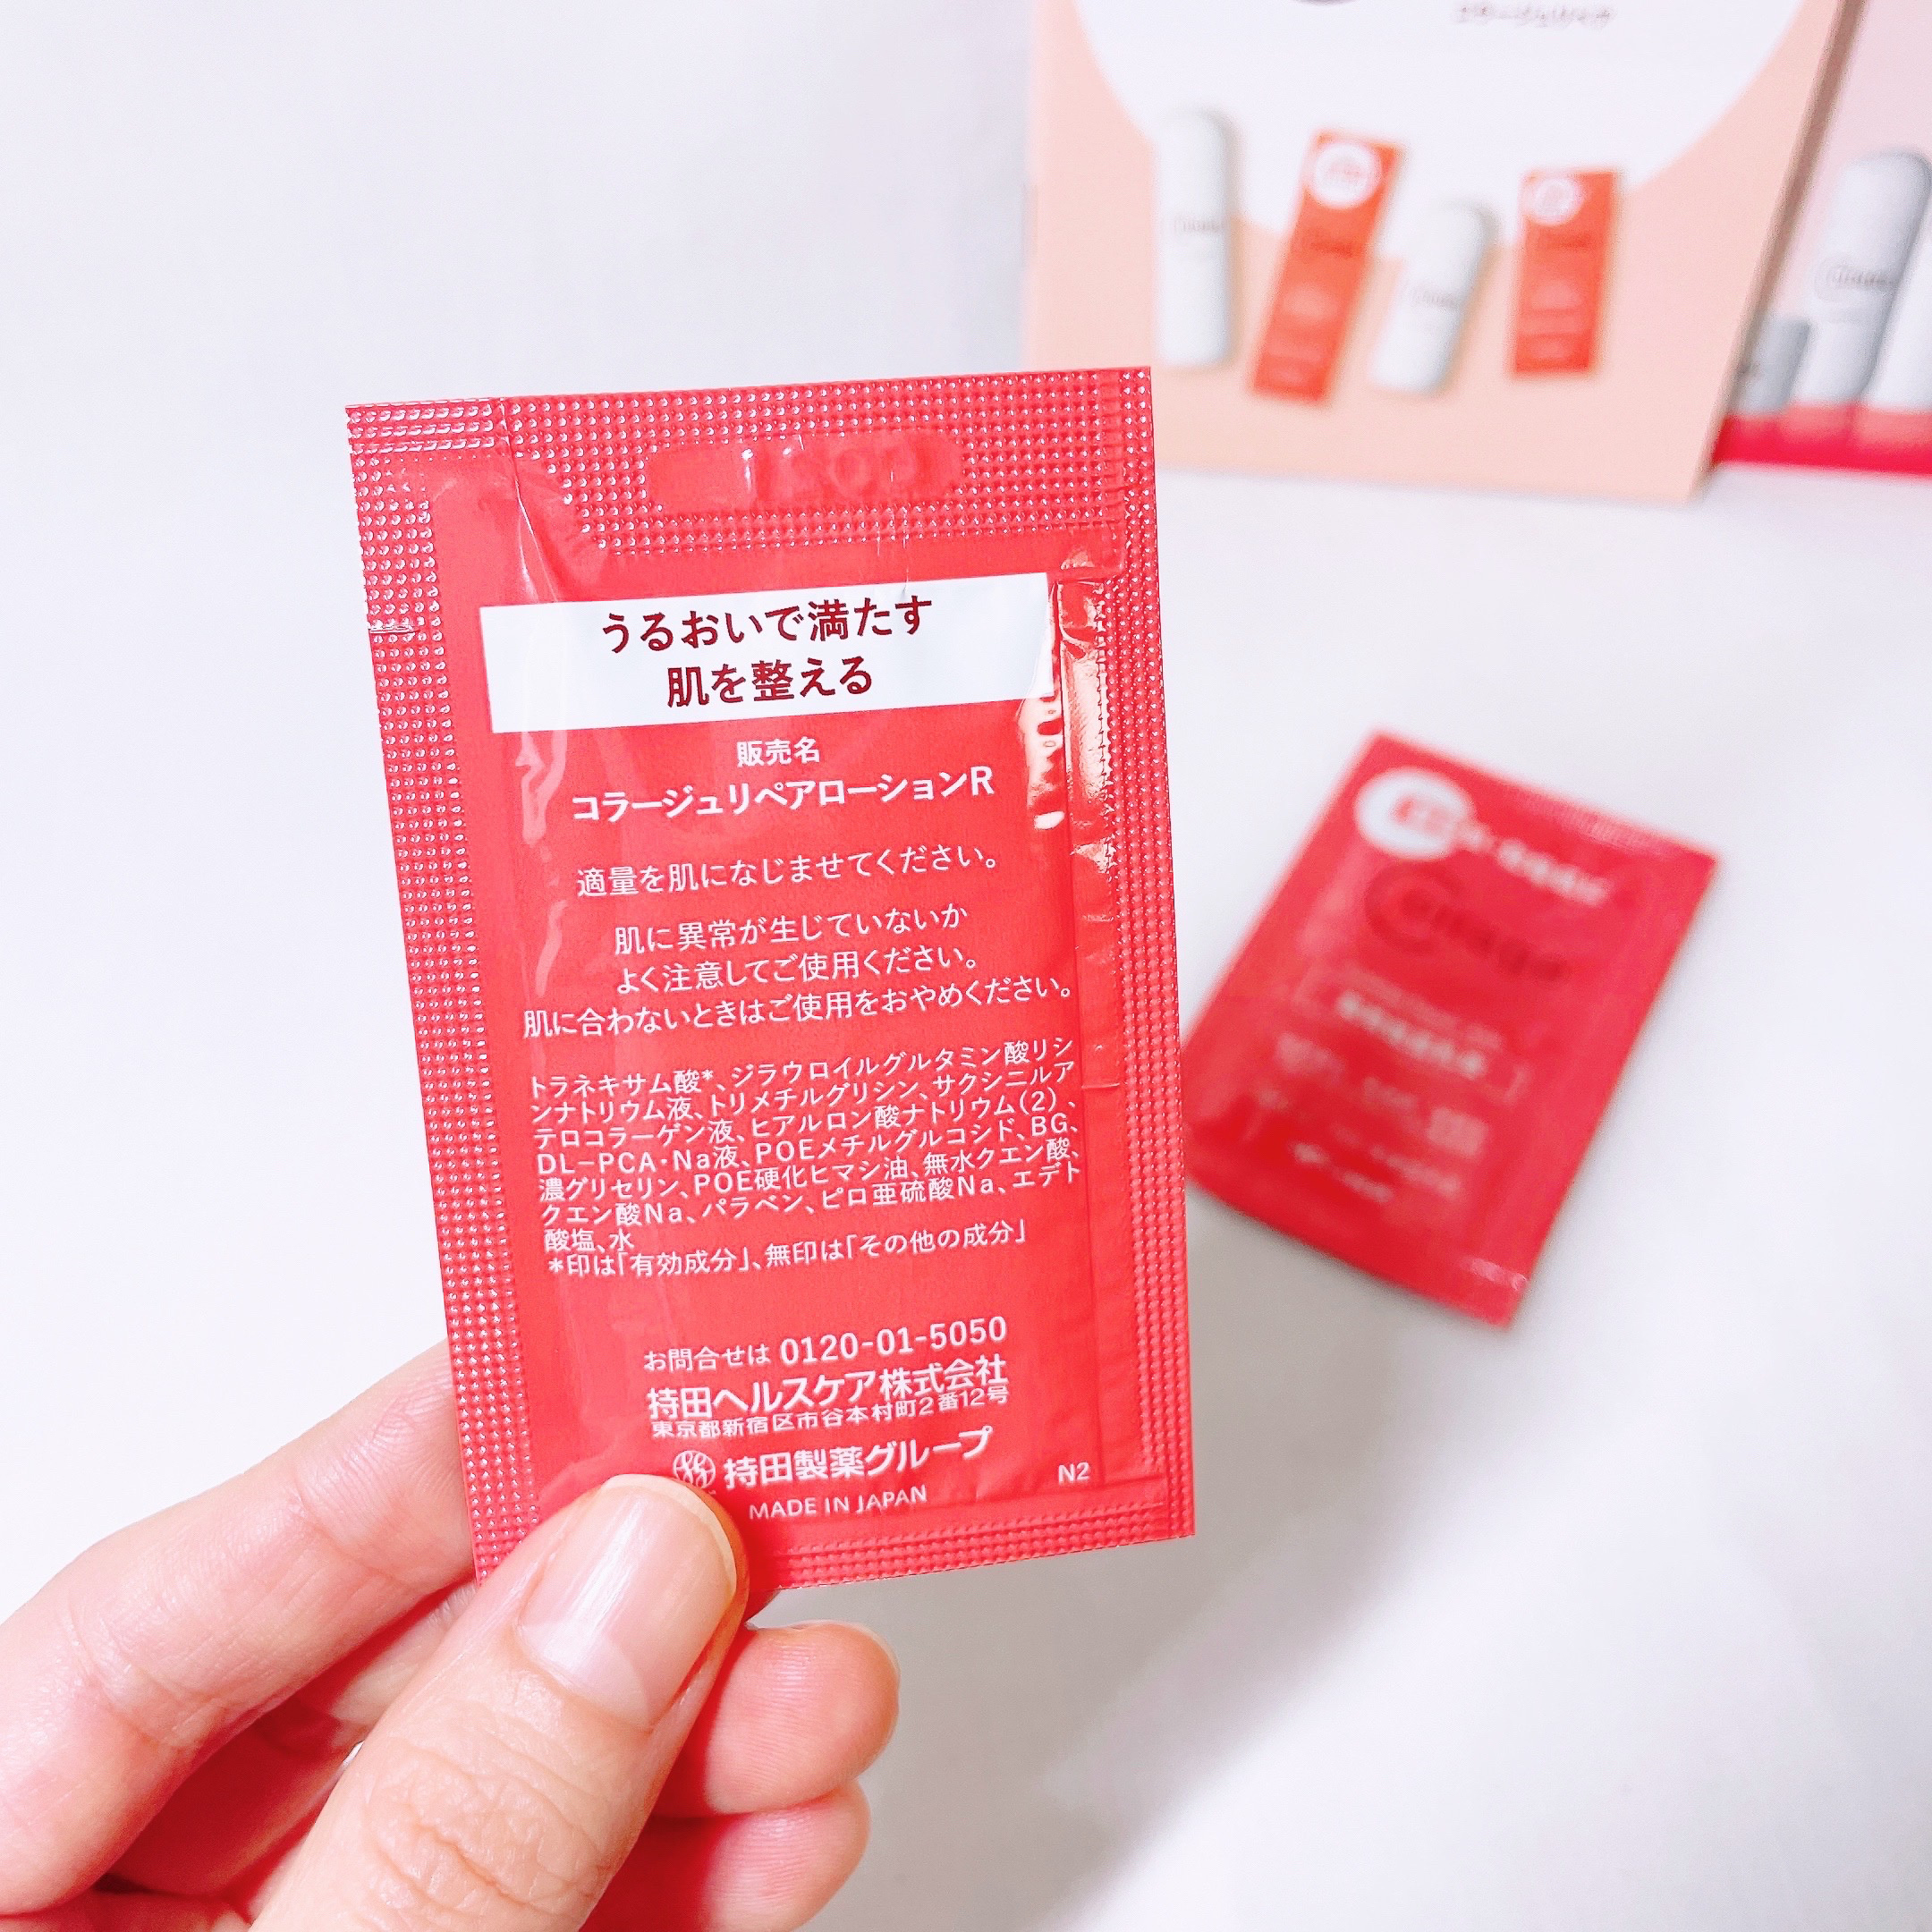 うるおいで満たす
肌を整える
販売名
コラージュリペアローションR
適量を肌になじませてください。
肌に異常が生じていないか
よく注意してご使用ください。
肌に合わないときはご使用をおやめください。
トラネキサム酸*、ジラウロイルグルタミン酸リシ
ンナトリウム液、トリメチルグリシン、サクシニルア
テロコラーゲン液、ヒアルロン酸ナトリウム(2)、
DL-PCA・Na液、POEメチルグルコシド、BG、
濃グリセリン、POE硬化ヒマシ油、無水クエン酸、
クエン酸Na、パラベン、ピロ亜硫酸Na、エデト
酸塩、水
*印は「有効成分」、無印は「その他の成分」
お問合せは 0120-01-5050
持田ヘルスケア株式会社
東京都新宿区市谷本村町2番12号
持田製薬グループ
MADE IN JAPAN
N2